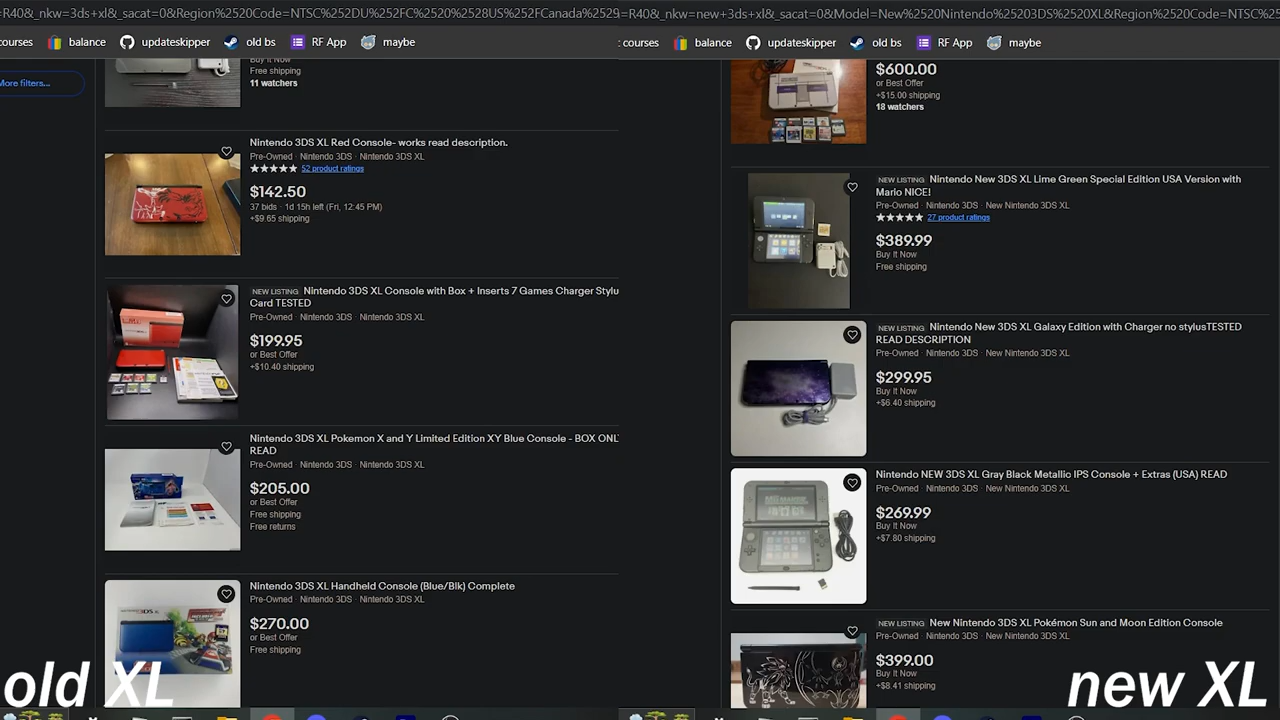 =R40&_nkw=3ds+xl&_sacat=0&Region%2520Code=NTSC%252DU%252FC%2520%2528US%252FCanada%2529
courses balance updateskipper old bs RF App maybe
More filters...
Buy It Now
Free shipping
11 watchers
Nintendo 3DS XL Red Console- works read description.
Pre-Owned · Nintendo 3DS · Nintendo 3DS XL
52 product ratings
$142.50
37 bids · 1d 15h left (Fri, 12:45 PM)
+$9.65 shipping
NEW LISTING Nintendo 3DS XL Console with Box + Inserts 7 Games Charger Stylu
Card TESTED
Pre-Owned · Nintendo 3DS · Nintendo 3DS XL
$199.95
or Best Offer
+$10.40 shipping
Nintendo 3DS XL Pokemon X and Y Limited Edition XY Blue Console - BOX ONL
READ
Pre-Owned · Nintendo 3DS · Nintendo 3DS XL
$205.00
or Best Offer
Free shipping
Free returns
Nintendo 3DS XL Handheld Console (Blue/Blk) Complete
Pre-Owned · Nintendo 3DS · Nintendo 3DS XL
$270.00
or Best Offer
Free shipping
old XL
=R40&_nkw=new+3ds+xl&_sacat=0&Model=New%2520Nintendo%25203DS%2520XL&Region%2520Code=NTSC%25
courses balance updateskipper old bs RF App maybe
$600.00
or Best Offer
+$15.00 shipping
18 watchers
NEW LISTING Nintendo New 3DS XL Lime Green Special Edition USA Version with
Mario NICE!
Pre-Owned · Nintendo 3DS · New Nintendo 3DS XL
27 product ratings
$389.99
Buy It Now
Free shipping
NEW LISTING Nintendo New 3DS XL Galaxy Edition with Charger no stylusTESTED
READ DESCRIPTION
Pre-Owned · Nintendo 3DS · New Nintendo 3DS XL
$299.95
Buy It Now
+$6.40 shipping
Nintendo NEW 3DS XL Gray Black Metallic IPS Console + Extras (USA) READ
Pre-Owned · Nintendo 3DS · New Nintendo 3DS XL
$269.99
Buy It Now
+$7.80 shipping
NEW LISTING New Nintendo 3DS XL Pokémon Sun and Moon Edition Console
Pre-Owned · Nintendo 3DS · New Nintendo 3DS XL
$399.00
Buy It Now
+$8.41 shipping
new XL